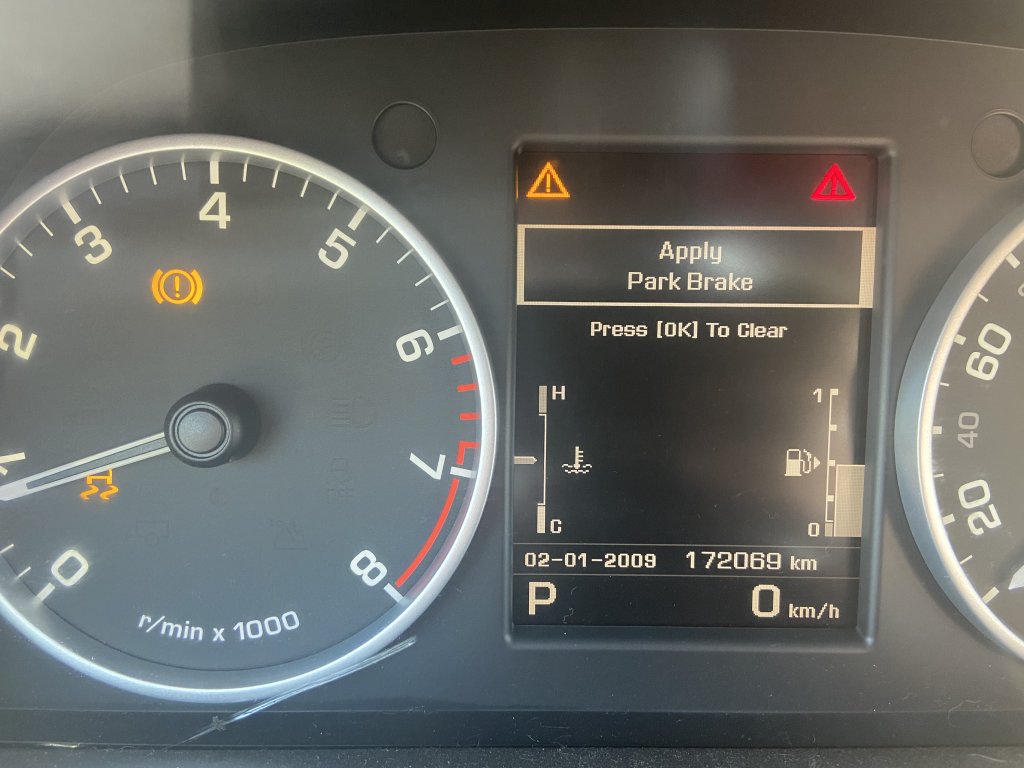 4
3
5
2
6
1
7
0
8
r/min x 1000
Apply
Park Brake
Press [OK] To Clear
H
C
1
0
02-01-2009 172069 km
P 0 km/h
60
40
20